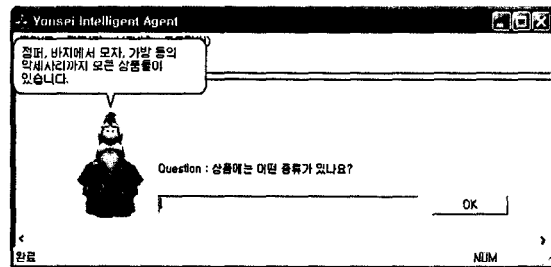 Yonsei Intelligent Agent
점퍼, 바지에서 모자, 가방 등의
악세사리까지 모든 상품들이
있습니다.
Question : 상품에는 어떤 종류가 있나요?
OK
완료
NUM